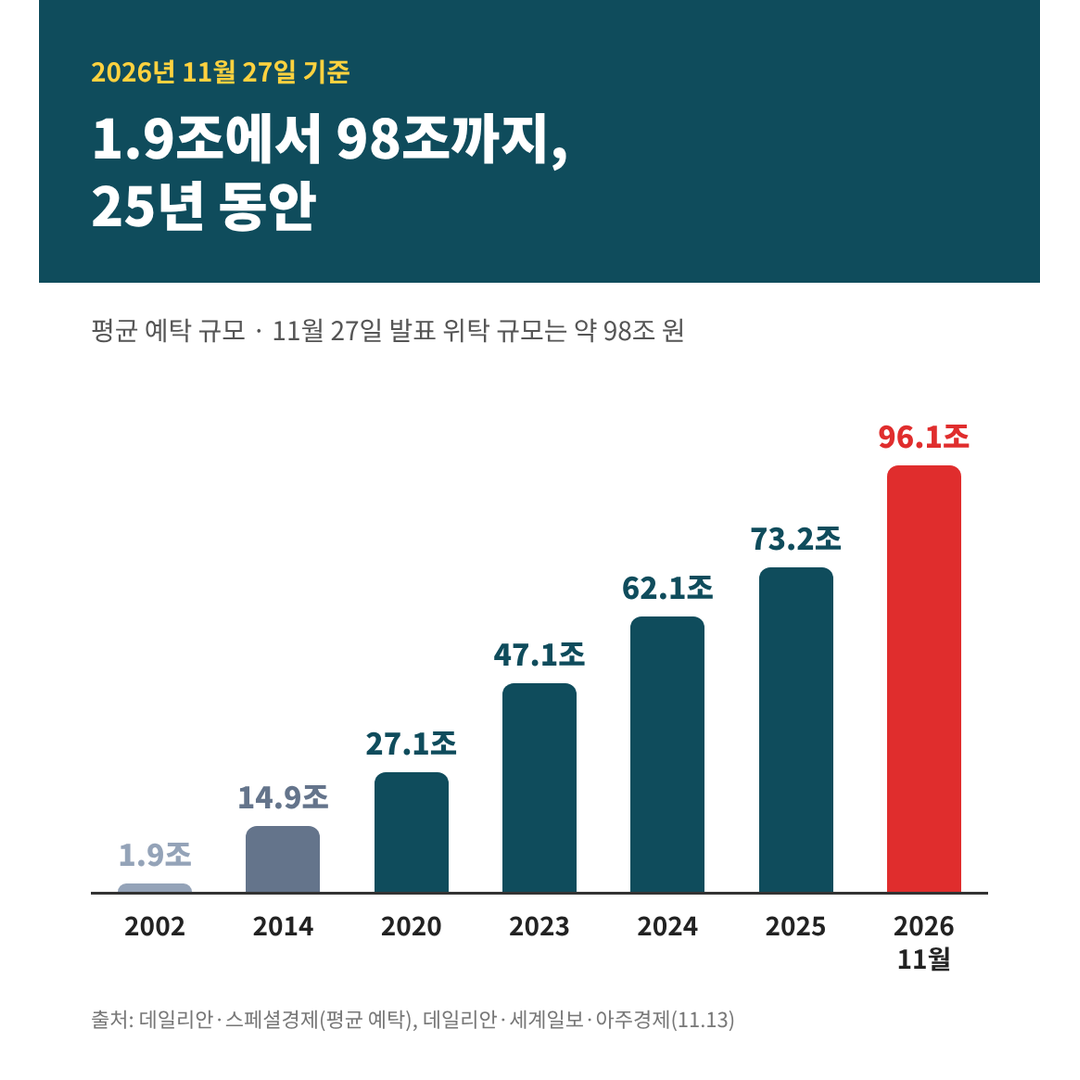 2026년 11월 27일 기준
1.9조에서 98조까지,
25년 동안
평균 예탁 규모 · 11월 27일 발표 위탁 규모는 약 98조 원
96.1조
73.2조
62.1조
47.1조
27.1조
14.9조
1.9조
2002 2014 2020 2023 2024 2025 2026
11월
출처: 데일리안·스페셜경제(평균 예탁), 데일리안·세계일보·아주경제(11.13)